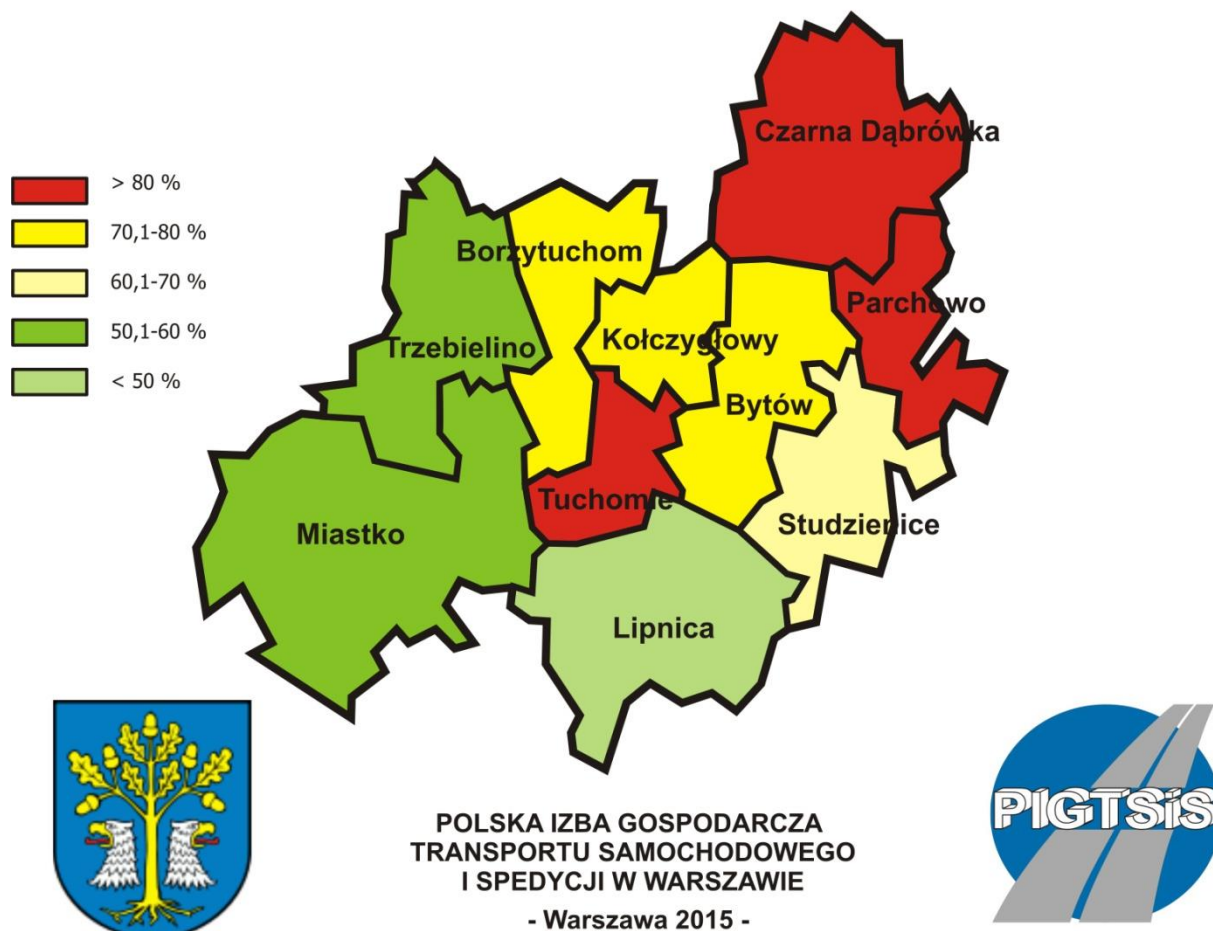 Czarna Dąbrówka
> 80 %
70,1-80 %
60,1-70 %
50,1-60 %
< 50 %
Borzytuchom
Parchowo
Trzebielino
Kołczygłowy
Bytów
Tuchomie
Studzienice
Miastko
Lipnica
PIGTSiS
POLSKA IZBA GOSPODARCZA
TRANSPORTU SAMOCHODOWEGO
I SPEDYCJI W WARSZAWIE
- Warszawa 2015 -